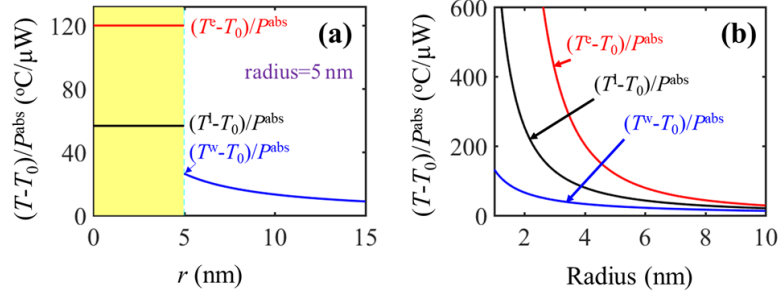 (T-T₀)/Pᵃᵇˢ (°C/μW)
120
80
40
0
(Tᵉ-T₀)/Pᵃᵇˢ
(a)
radius=5 nm
(Tˡ-T₀)/Pᵃᵇˢ
(Tʷ-T₀)/Pᵃᵇˢ
0 5 10 15
r (nm)
(T-T₀)/Pᵃᵇˢ (°C/μW)
600
400
200
0
(b)
(Tᵉ-T₀)/Pᵃᵇˢ
(Tˡ-T₀)/Pᵃᵇˢ
(Tʷ-T₀)/Pᵃᵇˢ
2 4 6 8 10
Radius (nm)